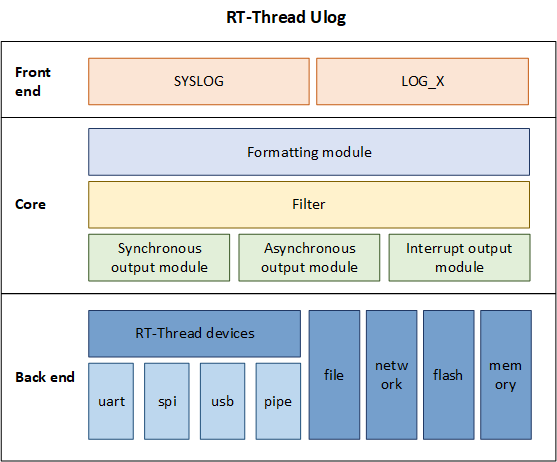 RT-Thread Ulog
Front
end
SYSLOG
LOG_X
Core
Formatting module
Filter
Synchronous
output module
Asynchronous
output module
Interrupt output
module
Back end
RT-Thread devices
uart
spi
usb
pipe
file
netw
ork
flash
mem
ory